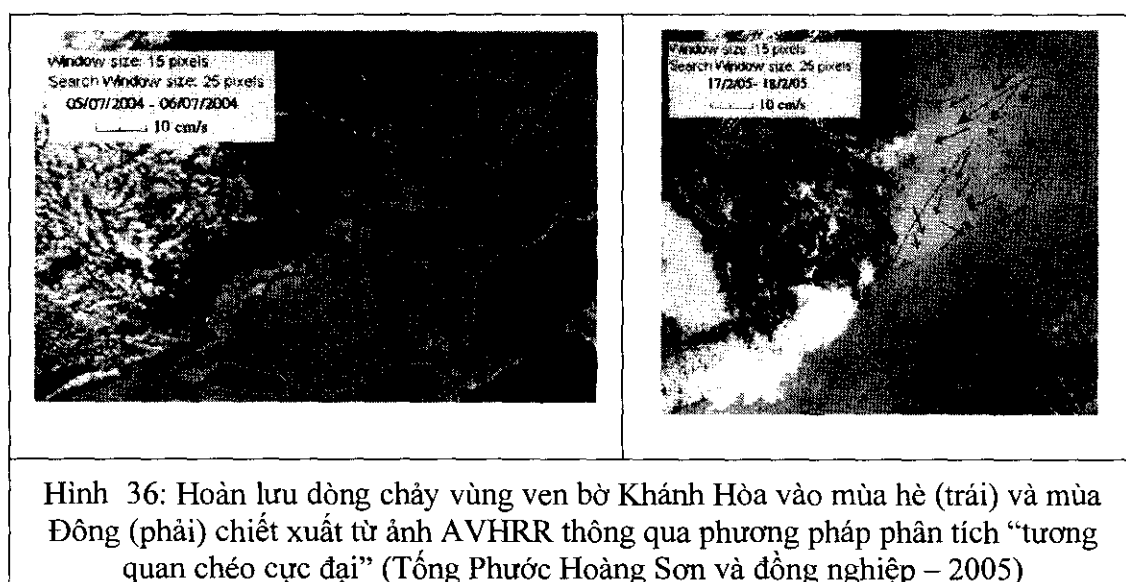 Window size: 15 pixels
Search Window size: 25 pixels
05/07/2004 - 06/07/2004
10 cm/s
Window size: 15 pixels
Search Window size: 25 pixels
17/2/05- 18/2/05
10 cm/s
Hình 36: Hoàn lưu dòng chảy vùng ven bờ Khánh Hòa vào mùa hè (trái) và mùa
Đông (phải) chiết xuất từ ảnh AVHRR thông qua phương pháp phân tích “tương
quan chéo cực đại” (Tống Phước Hoàng Sơn và đồng nghiệp – 2005)